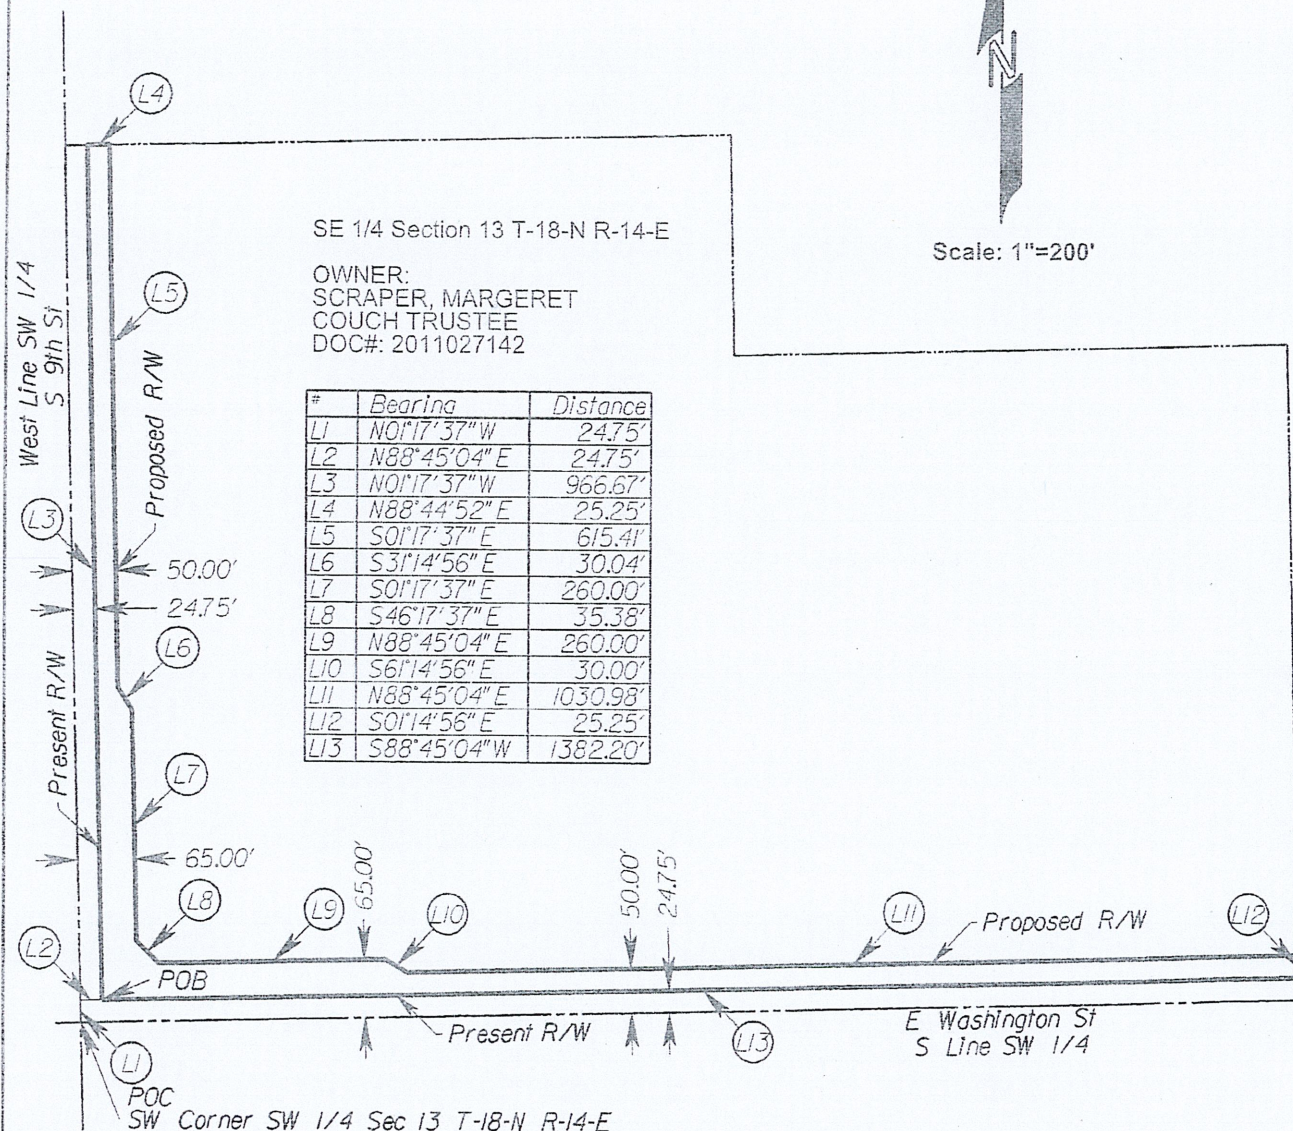 L4
N
Scale: 1"=200'
SE 1/4 Section 13 T-18-N R-14-E
OWNER:
SCRAPER, MARGERET
COUCH TRUSTEE
DOC#: 2011027142
West Line SW 1/4
S 9th St
L5
Proposed R/W
# Bearing Distance
L1 N01°17'37"W 24.75'
L2 N88°45'04"E 24.75'
L3 N01°17'37"W 966.67'
L4 N88°44'52"E 25.25'
L5 S01°17'37"E 615.41'
L6 S31°14'56"E 30.04'
L7 S01°17'37"E 260.00'
L8 S46°17'37"E 35.38'
L9 N88°45'04"E 260.00'
L10 S61°14'56"E 30.00'
L11 N88°45'04"E 1030.98'
L12 S01°14'56"E 25.25'
L13 S88°45'04"W 1382.20'
L3
50.00'
24.75'
L6
Present R/W
L7
65.00'
65.00'
50.00'
24.75'
L8
L9
L10
L11
Proposed R/W
L12
L2
POB
Present R/W
L13
E Washington St
S Line SW 1/4
L1
POC
SW Corner SW 1/4 Sec 13 T-18-N R-14-E